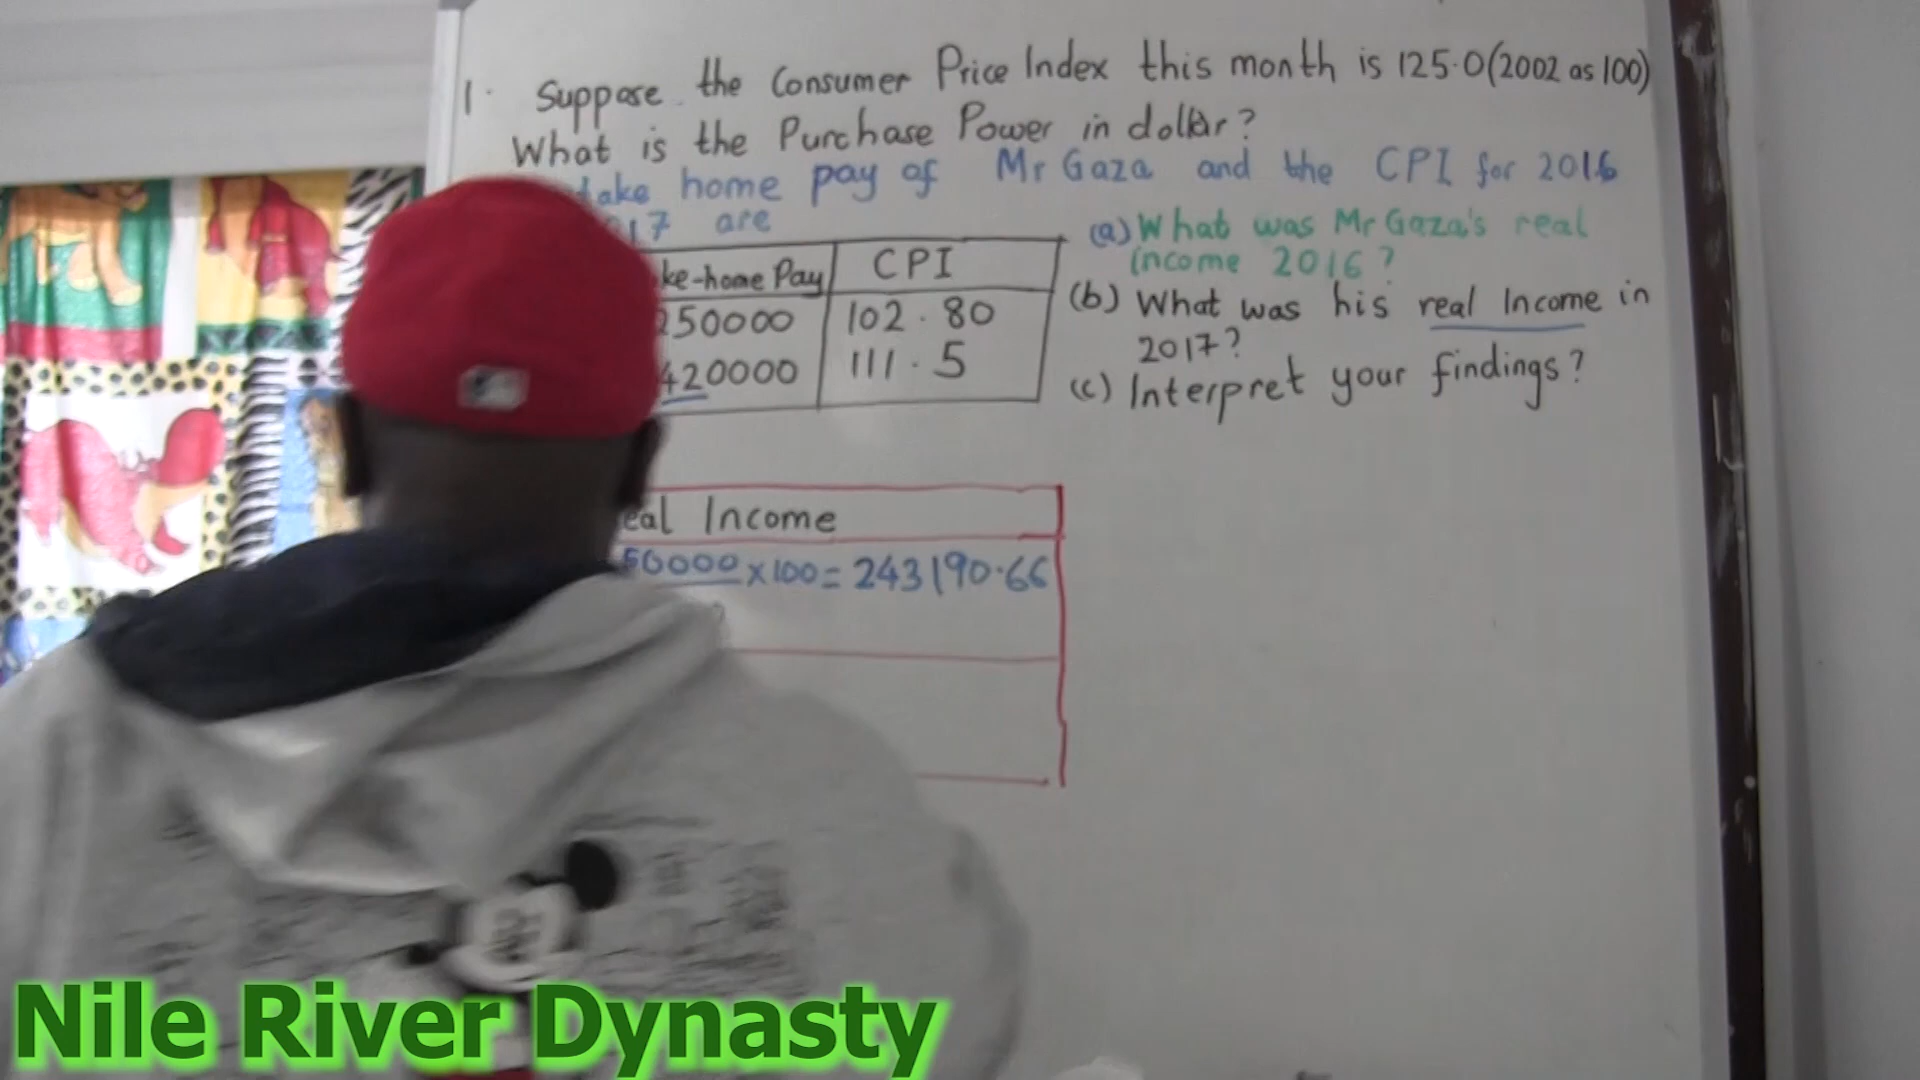 1. Suppose the Consumer Price Index this month is 125.0(2002 as 100)
What is the Purchase Power in dollar?
take home pay of Mr Gaza and the CPI for 2016
17 are
ke-home Pay CPI
250000 102.80
420000 111.5
(a) What was Mr Gaza's real
income 2016?
(b) What was his real Income in
2017?
(c) Interpret your findings?
eal Income
50000 x100= 243190.66
Nile River Dynasty